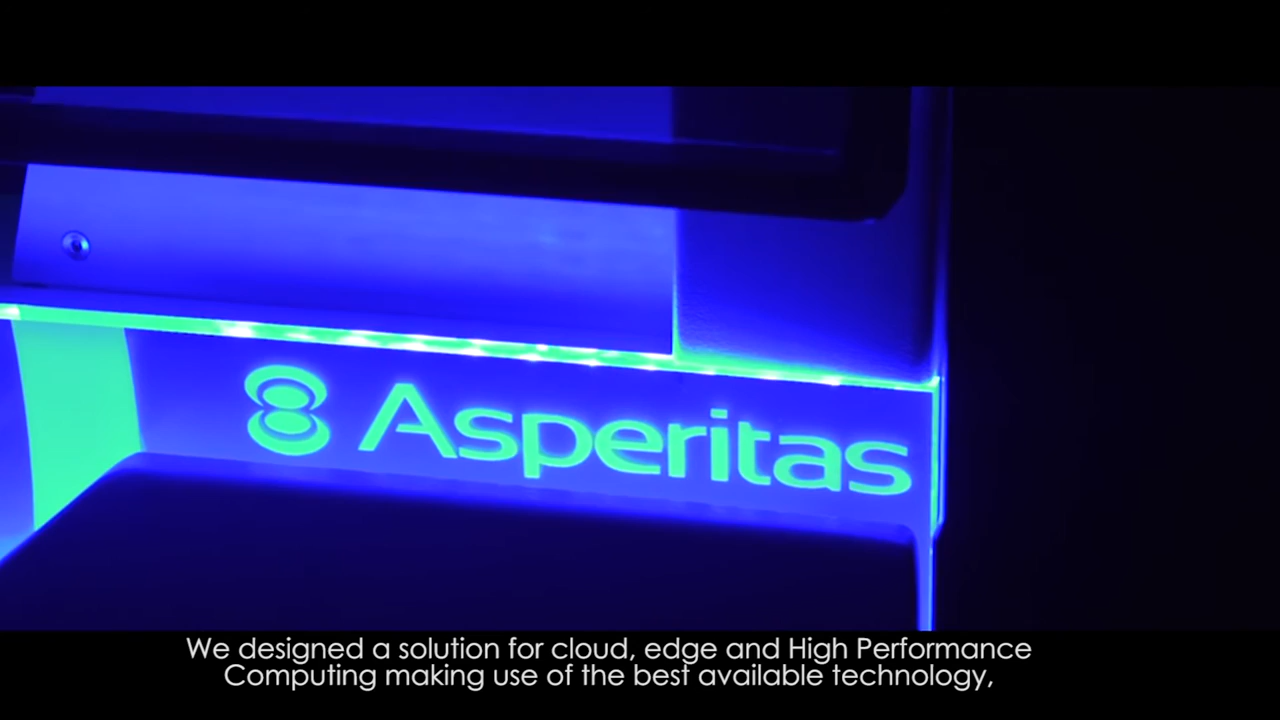 Asperitas
We designed a solution for cloud, edge and High Performance
Computing making use of the best available technology,